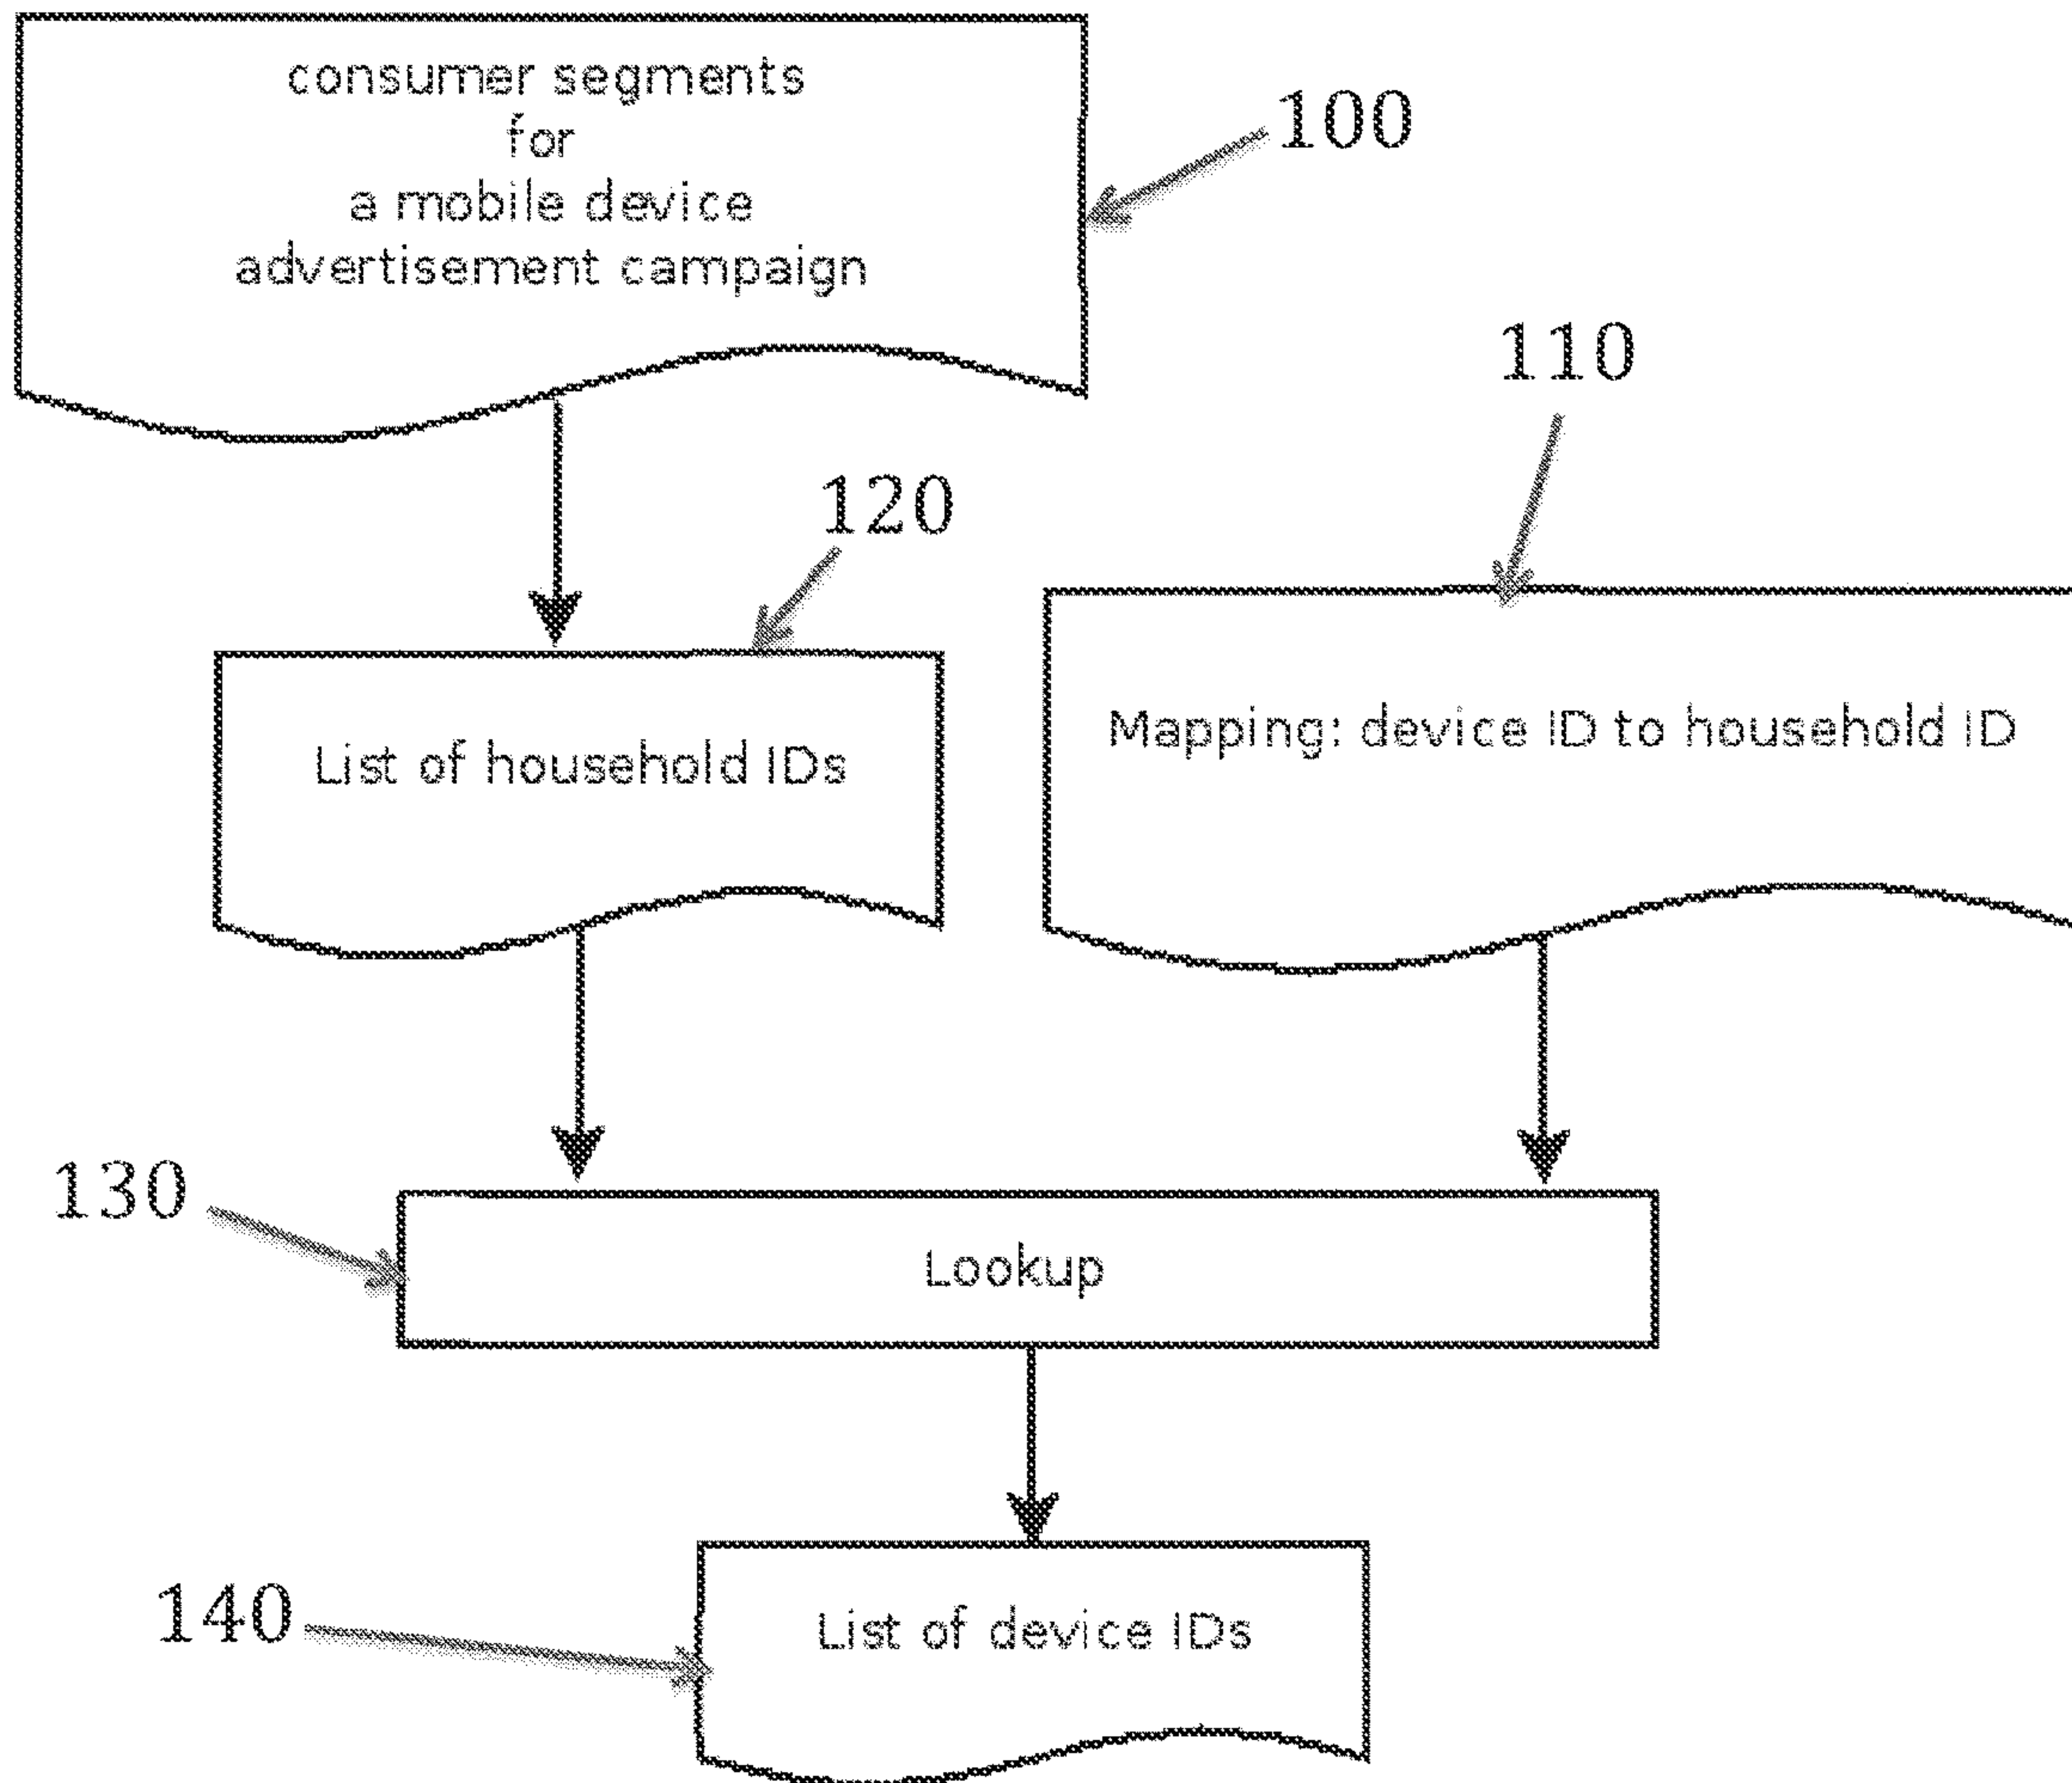 consumer segments
for
a mobile device
advertisement campaign
100
110
120
List of household IDs
Mapping: device ID to household ID
130
Lookup
140
List of device IDs